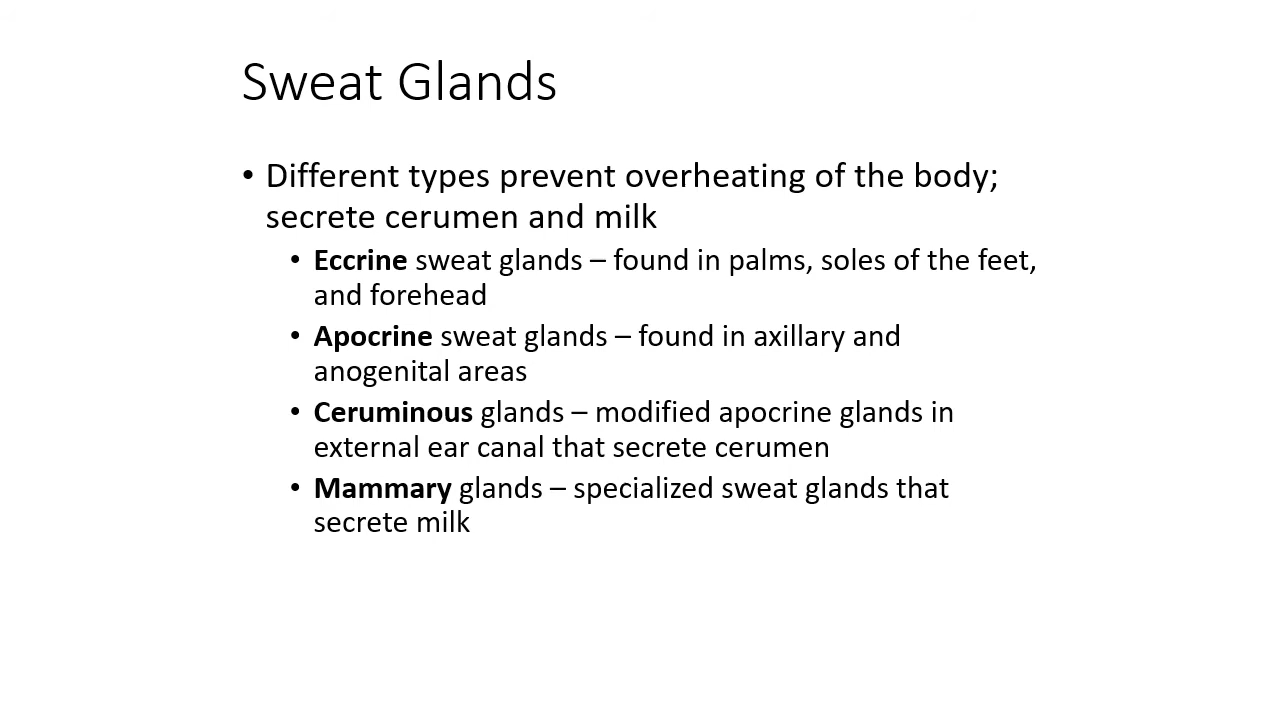 Sweat Glands
• Different types prevent overheating of the body;
secrete cerumen and milk
• Eccrine sweat glands – found in palms, soles of the feet,
and forehead
• Apocrine sweat glands – found in axillary and
anogenital areas
• Ceruminous glands – modified apocrine glands in
external ear canal that secrete cerumen
• Mammary glands – specialized sweat glands that
secrete milk